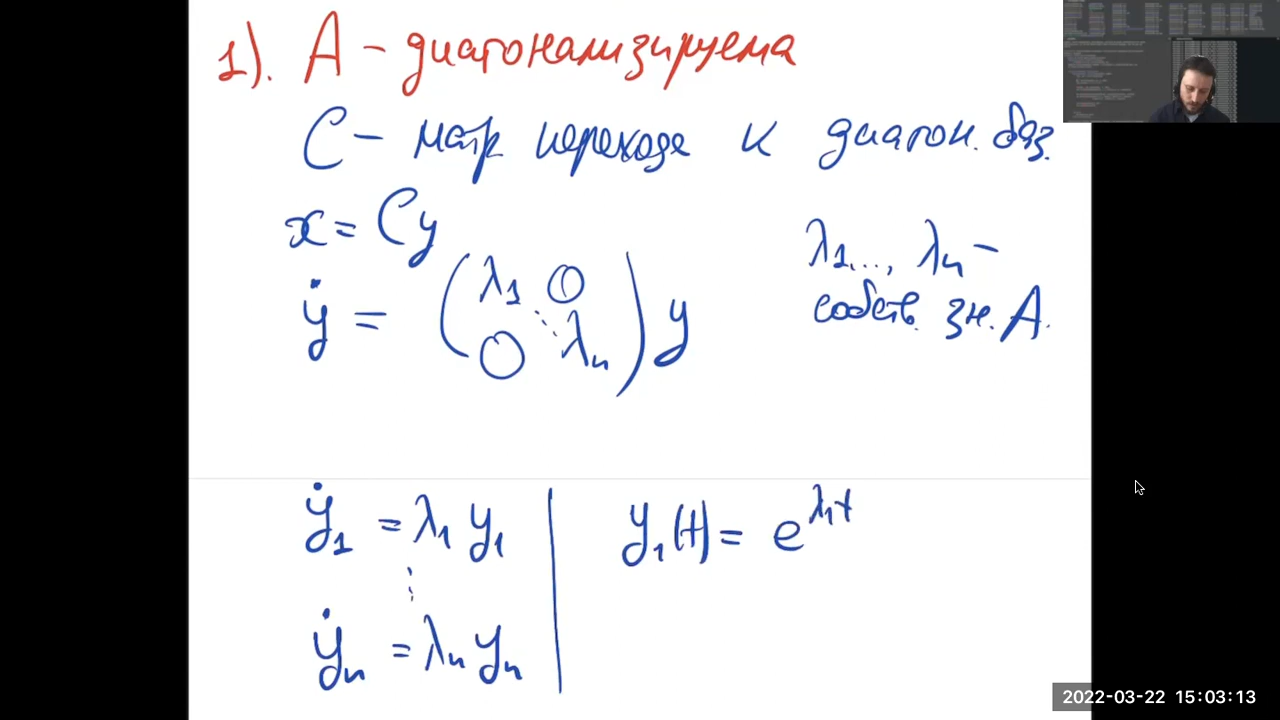 1). A – диагонализируема
C – матр перехода к диагон. баз.
x = Cy
λ1..., λn –
собств. зн. A.
ẏ = (λ1 0 ⋱ 0 λn) y
ẏ1 = λ1 y1
⋮
ẏn = λn yn
y1(t) = e^λ1t
2022-03-22 15:03:13